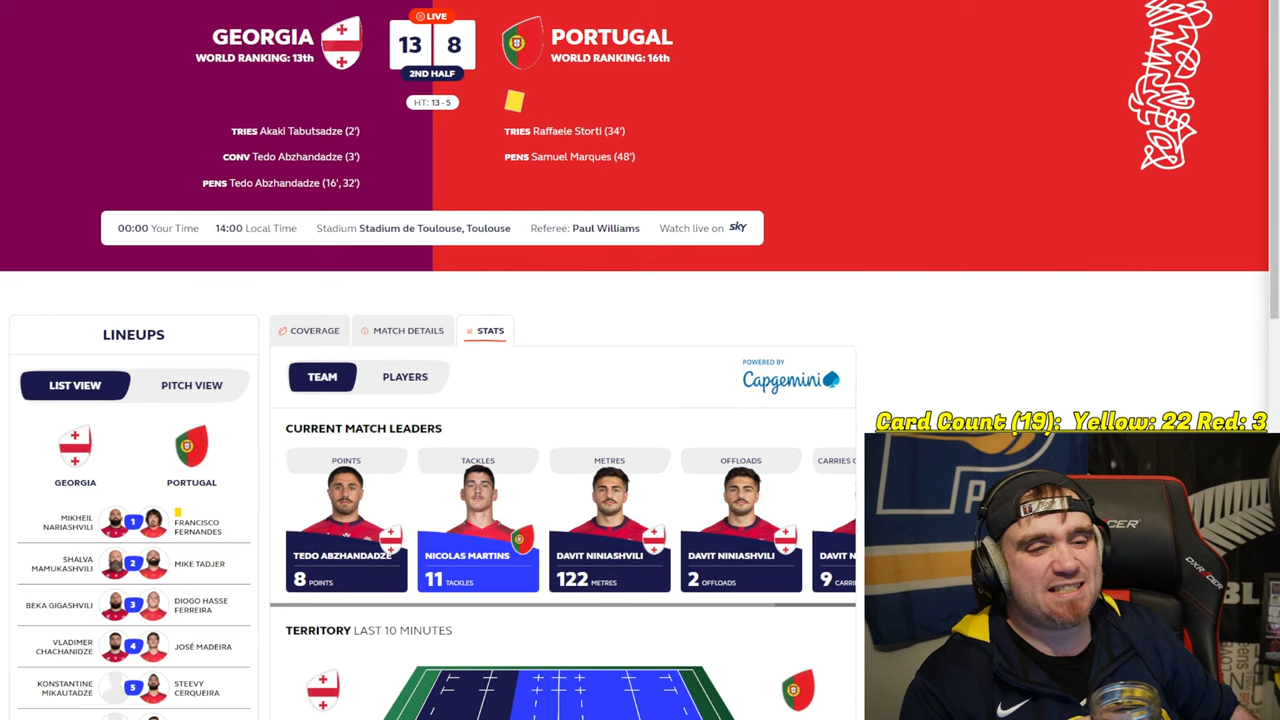 LIVE
GEORGIA
WORLD RANKING: 13th
13 8
2ND HALF
HT: 13 - 5
PORTUGAL
WORLD RANKING: 16th
TRIES Akaki Tabutsadze (2')
CONV Tedo Abzhandadze (3')
PENS Tedo Abzhandadze (16', 32')
TRIES Raffaele Storti (34')
PENS Samuel Marques (48')
00:00 Your Time 14:00 Local Time Stadium Stadium de Toulouse, Toulouse Referee: Paul Williams Watch live on sky
LINEUPS
LIST VIEW PITCH VIEW
GEORGIA PORTUGAL
MIKHEIL NARIASHVILI 1 FRANCISCO FERNANDES
SHALVA MAMUKASHVILI 2 MIKE TADJER
BEKA GIGASHVILI 3 DIOGO HASSE FERREIRA
VLADIMER CHACHANIDZE 4 JOSÉ MADEIRA
KONSTANTINE MIKAUTADZE 5 STEEVY CERQUEIRA
COVERAGE MATCH DETAILS STATS
TEAM PLAYERS
POWERED BY
Capgemini
CURRENT MATCH LEADERS
POINTS TACKLES METRES OFFLOADS CARRIES
TEDO ABZHANDADZE NICOLAS MARTINS DAVIT NINIASHVILI DAVIT NINIASHVILI DAVIT N
8 POINTS 11 TACKLES 122 METRES 2 OFFLOADS 9 CARRI
TERRITORY LAST 10 MINUTES
Card Count (19): Yellow: 22 Red: 3
DXRACER